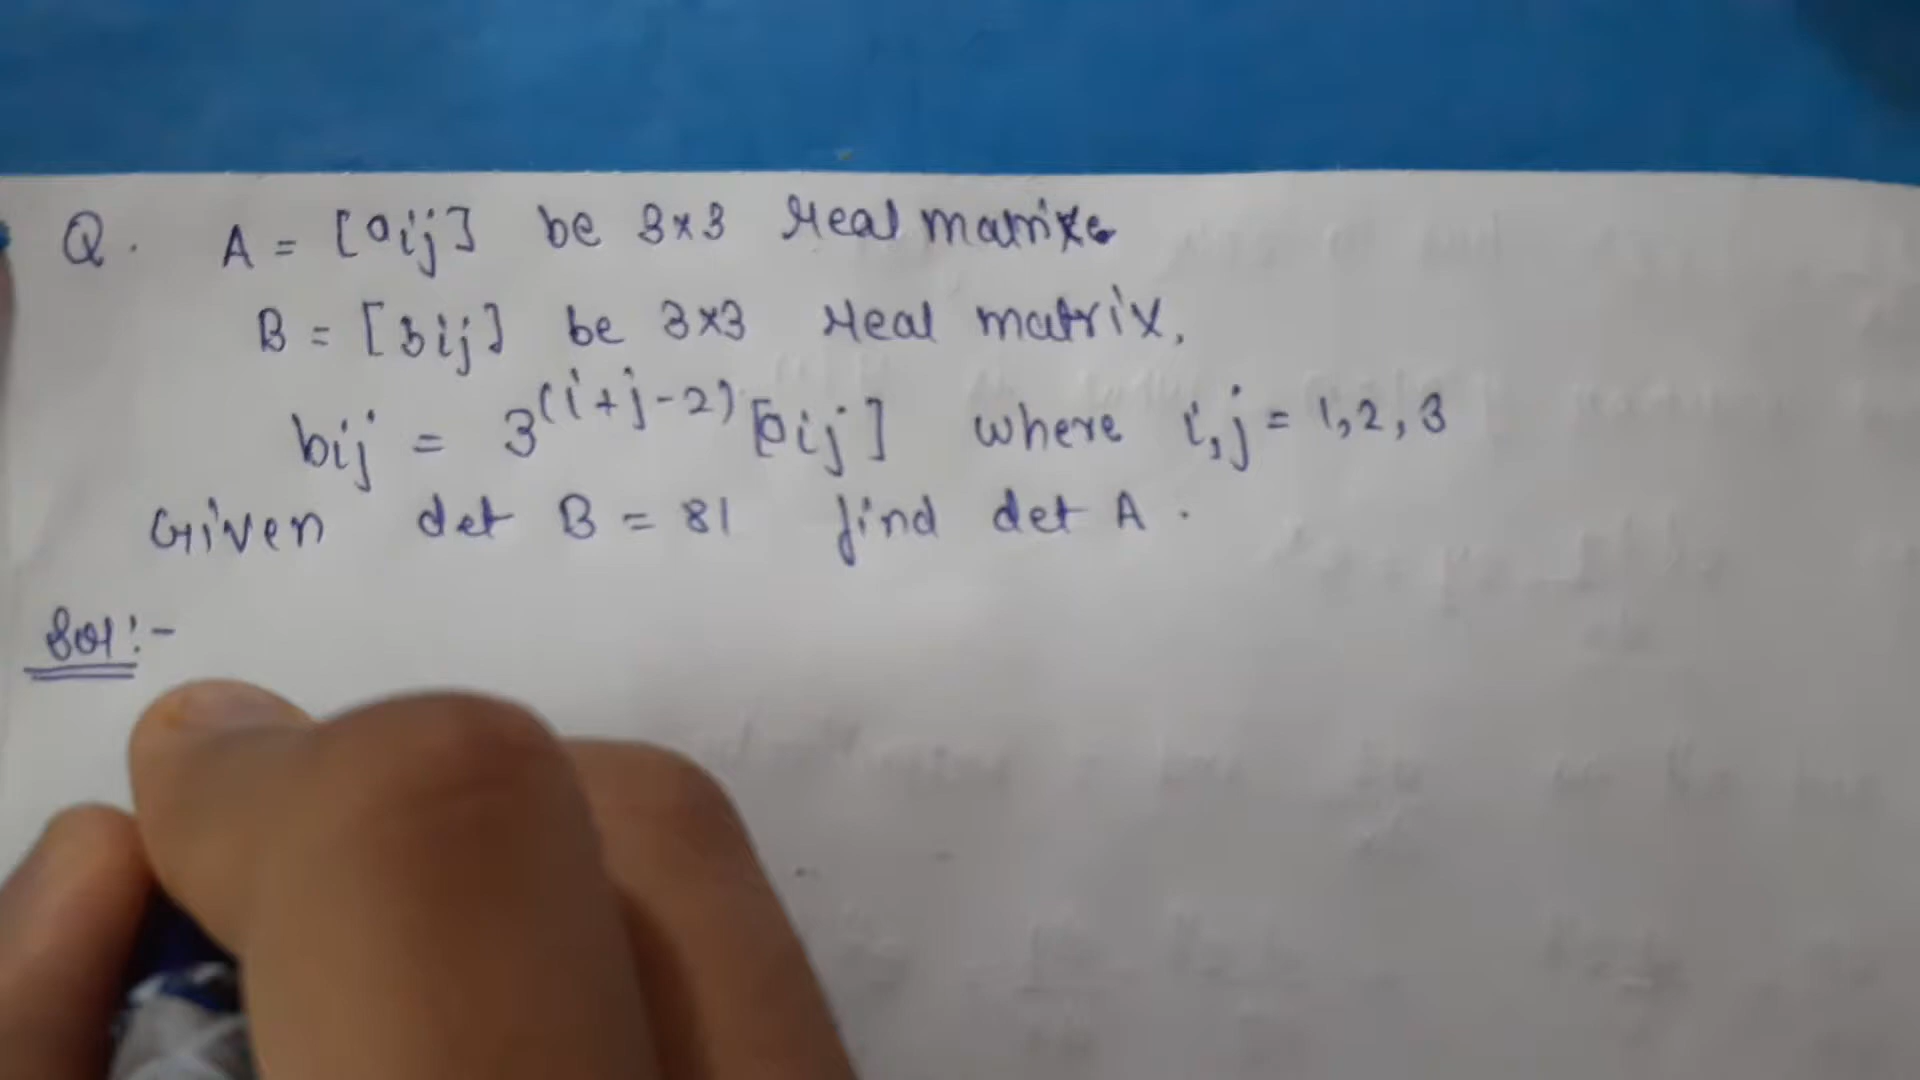 Q. A = [aij] be 3×3 real matrix
B = [bij] be 3×3 real matrix.
bij = 3^(i+j-2) [aij] where i,j = 1,2,3
Given det B = 81 find det A.
Sol:-